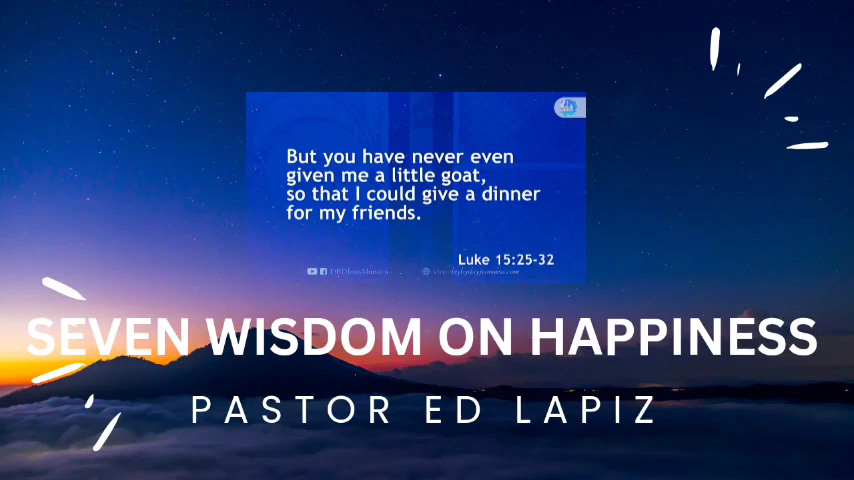 But you have never even
given me a little goat,
so that I could give a dinner
for my friends.
Luke 15:25-32
SEVEN WISDOM ON HAPPINESS
PASTOR ED LAPIZ